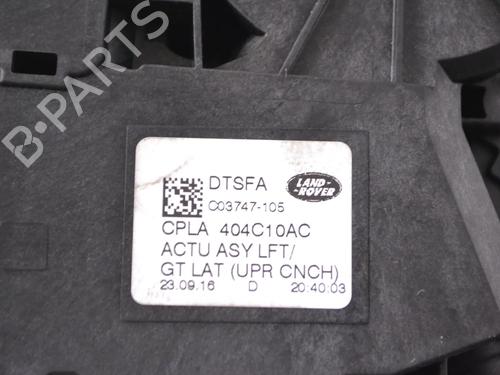 B-PARTS
DTSFA
LAND-
ROVER
C03747-105
CPLA 404C10AC
ACTU ASY LFT/
GT LAT (UPR CNCH)
23.09.16 D 20:40:03